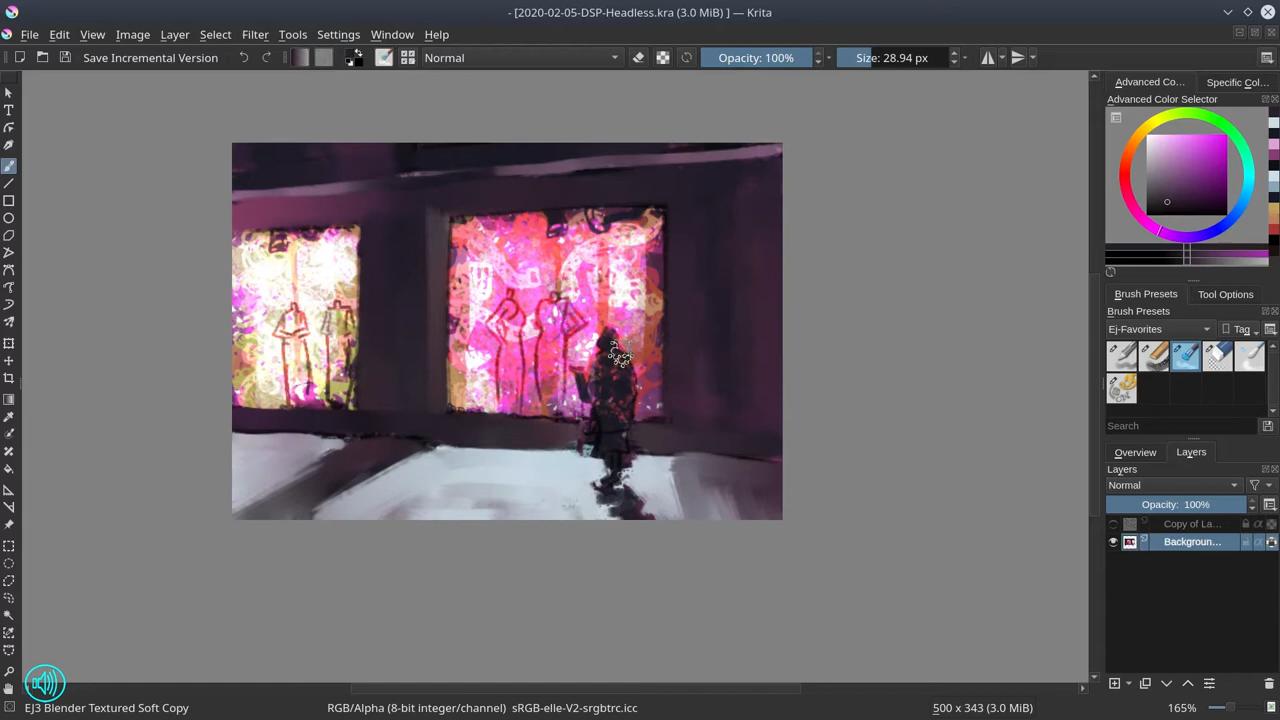 - [2020-02-05-DSP-Headless.kra (3.0 MiB) ] — Krita
File Edit View Image Layer Select Filter Tools Settings Window Help
Save Incremental Version Normal Opacity: 100% Size: 28.94 px
Advanced Co... Specific Col...
Advanced Color Selector
Brush Presets Tool Options
Brush Presets
Ej-Favorites Tag
Search
Overview Layers
Layers
Normal
Opacity: 100%
Copy of La...
Backgroun...
EJ3 Blender Textured Soft Copy RGB/Alpha (8-bit integer/channel) sRGB-elle-V2-srgbtrc.icc 500 x 343 (3.0 MiB) 165%